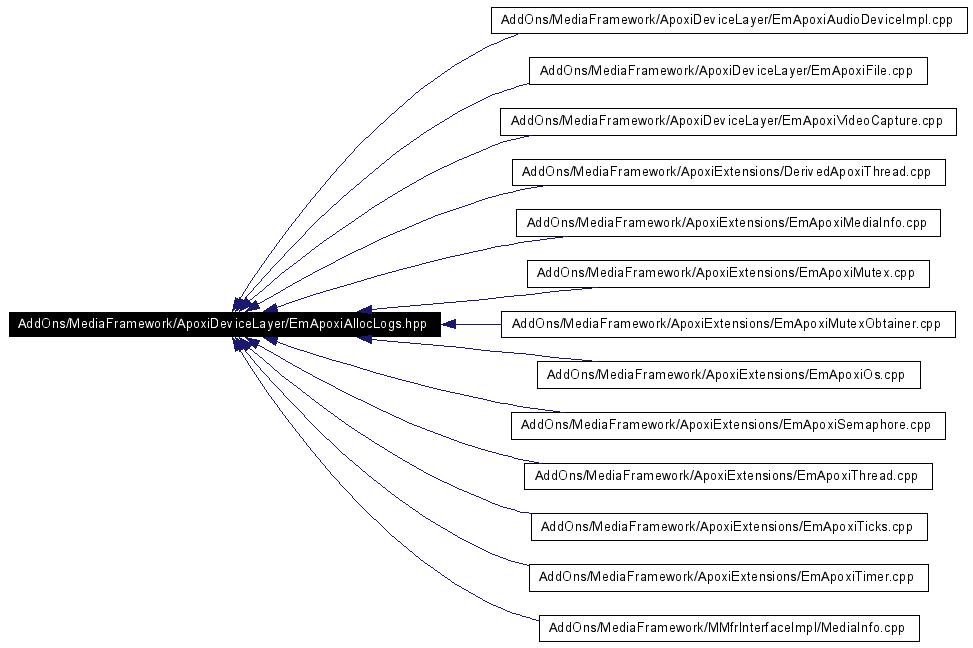 AddOns/MediaFramework/ApoxiDeviceLayer/EmApoxiAudioDeviceImpl.cpp
AddOns/MediaFramework/ApoxiDeviceLayer/EmApoxiFile.cpp
AddOns/MediaFramework/ApoxiDeviceLayer/EmApoxiVideoCapture.cpp
AddOns/MediaFramework/ApoxiExtensions/DerivedApoxiThread.cpp
AddOns/MediaFramework/ApoxiExtensions/EmApoxiMediaInfo.cpp
AddOns/MediaFramework/ApoxiExtensions/EmApoxiMutex.cpp
AddOns/MediaFramework/ApoxiDeviceLayer/EmApoxiAllocLogs.hpp
AddOns/MediaFramework/ApoxiExtensions/EmApoxiMutexObtainer.cpp
AddOns/MediaFramework/ApoxiExtensions/EmApoxiOs.cpp
AddOns/MediaFramework/ApoxiExtensions/EmApoxiSemaphore.cpp
AddOns/MediaFramework/ApoxiExtensions/EmApoxiThread.cpp
AddOns/MediaFramework/ApoxiExtensions/EmApoxiTicks.cpp
AddOns/MediaFramework/ApoxiExtensions/EmApoxiTimer.cpp
AddOns/MediaFramework/MMfrInterfaceImpl/MediaInfo.cpp